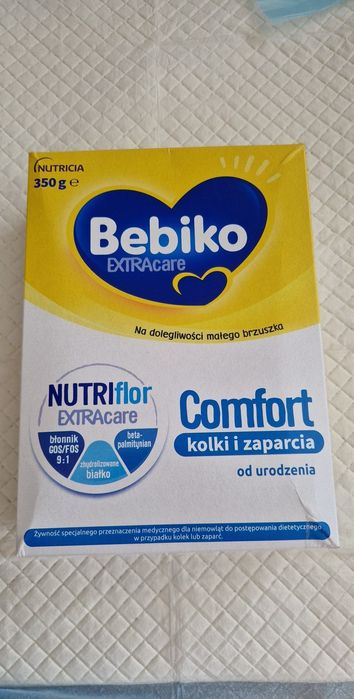 NUTRICIA
350 g e
Bebiko
EXTRAcare
Na dolegliwości małego brzuszka
NUTRIflor
EXTRAcare
błonnik
GOS/FOS
9:1
zhydrolizowane
białko
beta-
palmitynian
Comfort
kolki i zaparcia
od urodzenia
Żywność specjalnego przeznaczenia medycznego dla niemowląt do postępowania dietetycznego
w przypadku kolek lub zaparć.